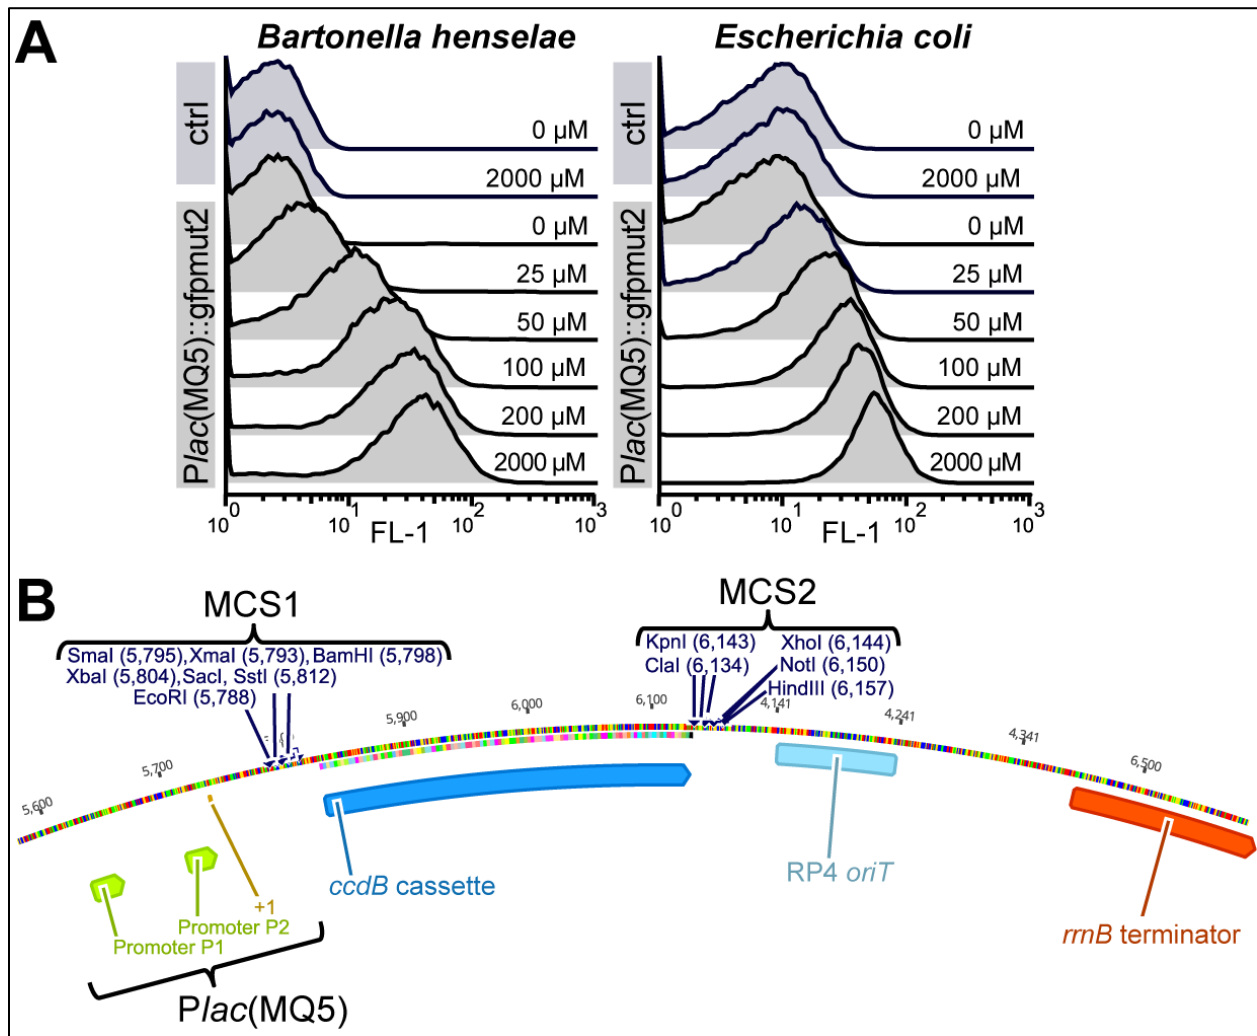 A
Bartonella henselae
Escherichia coli
ctrl
Plac(MQ5)::gfpmut2
0 µM
2000 µM
0 µM
25 µM
50 µM
100 µM
200 µM
2000 µM
10^0 10^1 10^2 10^3
FL-1
ctrl
Plac(MQ5)::gfpmut2
0 µM
2000 µM
0 µM
25 µM
50 µM
100 µM
200 µM
2000 µM
10^0 10^1 10^2 10^3
FL-1
B
MCS1
SmaI (5,795), XmaI (5,793), BamHI (5,798)
XbaI (5,804), SacI, SstI (5,812)
EcoRI (5,788)
MCS2
KpnI (6,143) XhoI (6,144)
ClaI (6,134) NotI (6,150)
HindIII (6,157)
5,600
5,700
5,900
6,000
6,100
4,141
4,241
4,341
6,500
ccdB cassette
RP4 oriT
rrnB terminator
+1
Promoter P2
Promoter P1
Plac(MQ5)